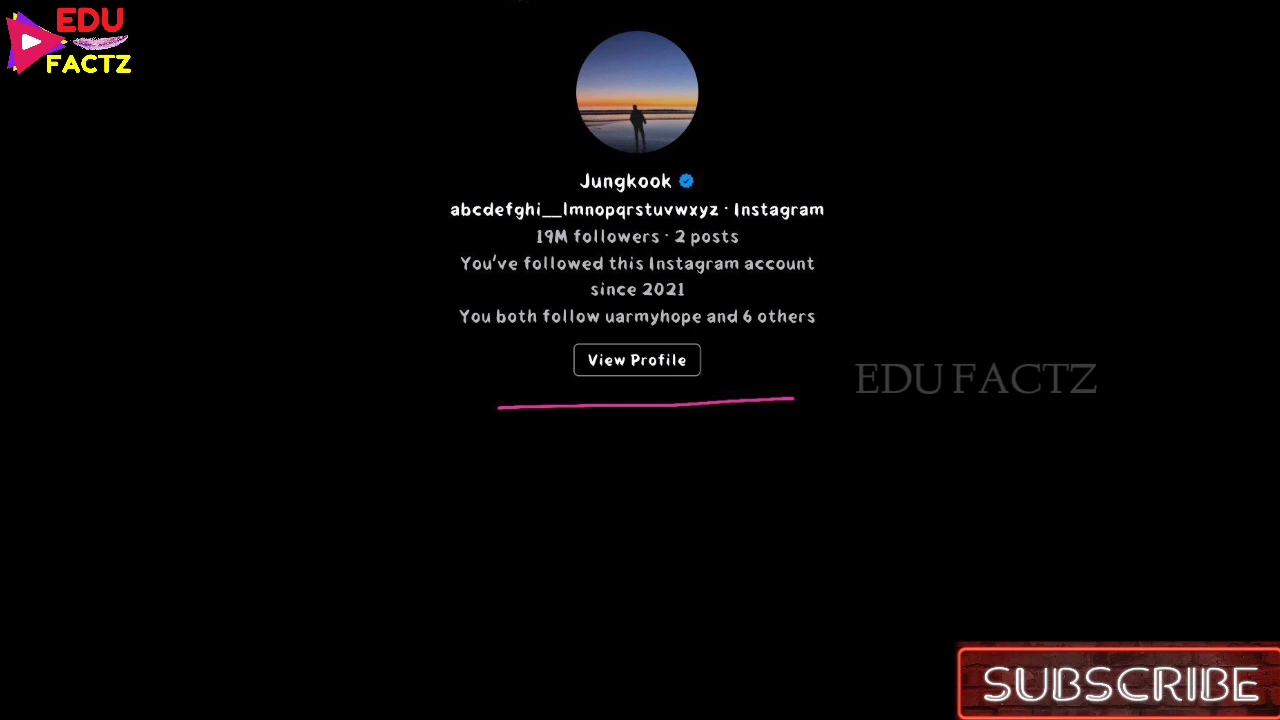 EDU
FACTZ
Jungkook
abcdefghi__lmnopqrstuvwxyz · Instagram
19M followers · 2 posts
You've followed this Instagram account
since 2021
You both follow uarmyhope and 6 others
View Profile
EDU FACTZ
SUBSCRIBE